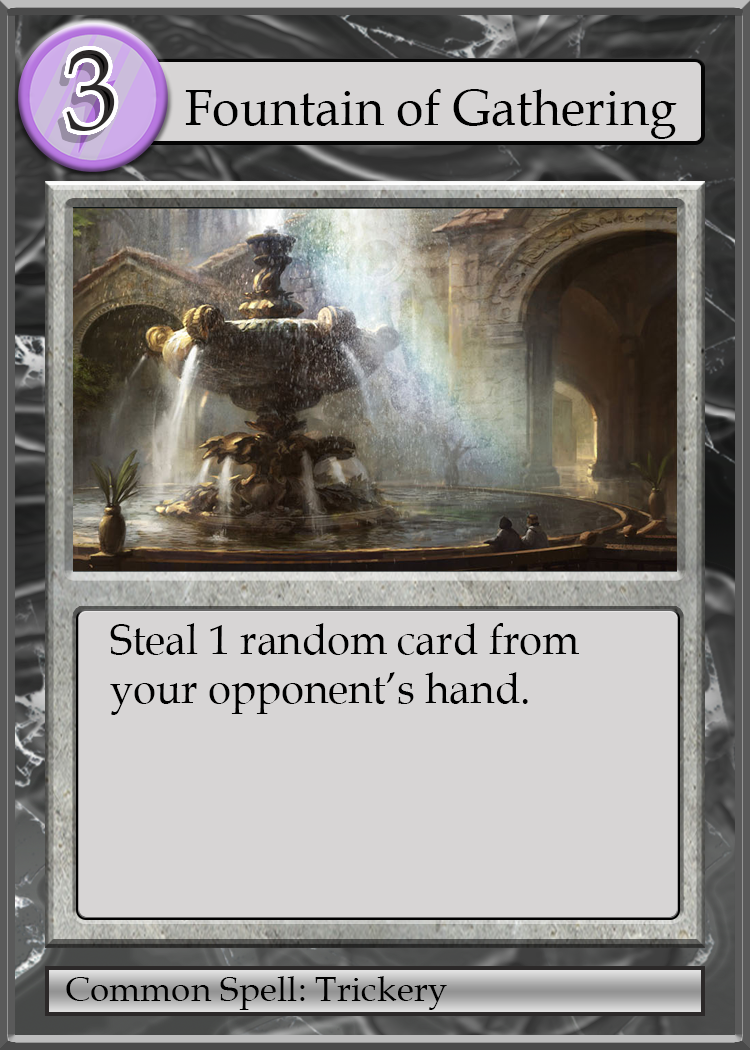 3
Fountain of Gathering
Steal 1 random card from
your opponent's hand.
Common Spell: Trickery